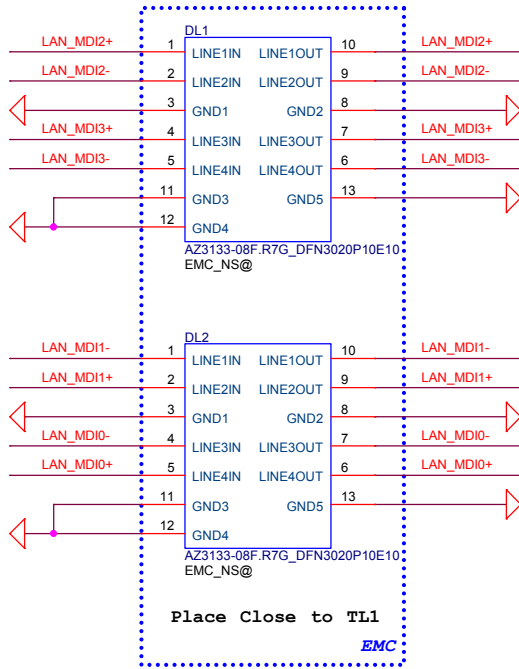 DL1
LAN_MDI2+ 1 LINE1IN LINE1OUT 10 LAN_MDI2+
LAN_MDI2- 2 LINE2IN LINE2OUT 9 LAN_MDI2-
3 GND1 GND2 8
LAN_MDI3+ 4 LINE3IN LINE3OUT 7 LAN_MDI3+
LAN_MDI3- 5 LINE4IN LINE4OUT 6 LAN_MDI3-
11 GND3 GND5 13
12 GND4
AZ3133-08F.R7G_DFN3020P10E10
EMC_NS@
DL2
LAN_MDI1- 1 LINE1IN LINE1OUT 10 LAN_MDI1-
LAN_MDI1+ 2 LINE2IN LINE2OUT 9 LAN_MDI1+
3 GND1 GND2 8
LAN_MDI0- 4 LINE3IN LINE3OUT 7 LAN_MDI0-
LAN_MDI0+ 5 LINE4IN LINE4OUT 6 LAN_MDI0+
11 GND3 GND5 13
12 GND4
AZ3133-08F.R7G_DFN3020P10E10
EMC_NS@
Place Close to TL1
EMC